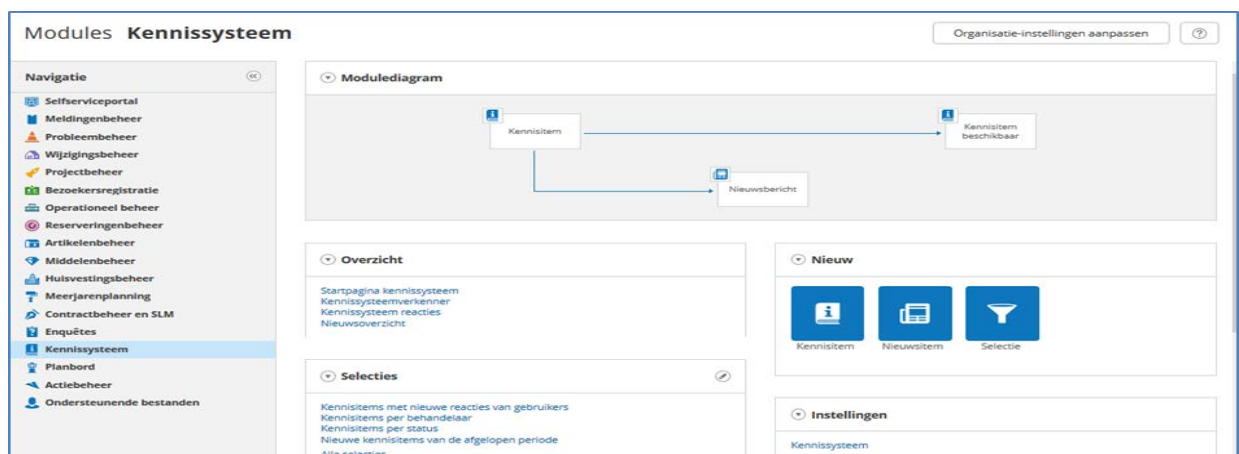 Modules Kennissysteem
Organisatie-instellingen aanpassen
?
Navigatie
Selfserviceportal
Meldingenbeheer
Probleembeheer
Wijzigingsbeheer
Projectbeheer
Bezoekersregistratie
Operationeel beheer
Reserveringenbeheer
Artikelenbeheer
Middelenbeheer
Huisvestingsbeheer
Meerjarenplanning
Contractbeheer en SLM
Enquêtes
Kennissysteem
Planbord
Actiebeheer
Ondersteunende bestanden
Modulediagram
Kennisitem
Kennisitem
beschikbaar
Nieuwsbericht
Overzicht
Startpagina kennissysteem
Kennissysteemverkenner
Kennissysteem reacties
Nieuwsoverzicht
Nieuw
Kennisitem
Nieuwsitem
Selectie
Selecties
Kennisitems met nieuwe reacties van gebruikers
Kennisitems per behandelaar
Kennisitems per status
Nieuwe kennisitems van de afgelopen periode
Alle selecties
Instellingen
Kennissysteem